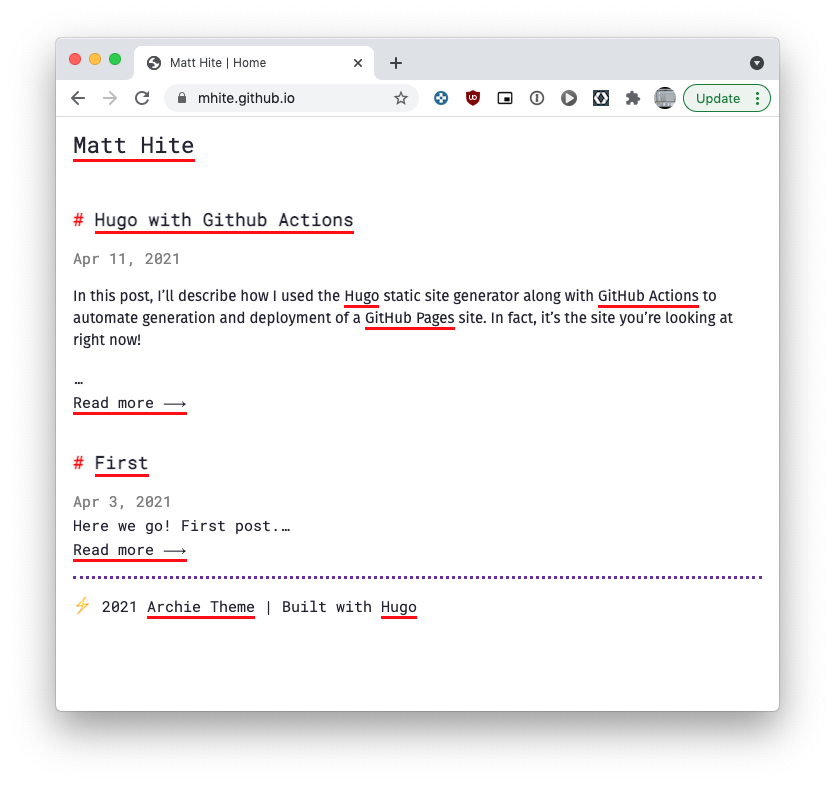 Matt Hite | Home
mhite.github.io
Update
Matt Hite
# Hugo with Github Actions
Apr 11, 2021
In this post, I’ll describe how I used the Hugo static site generator along with GitHub Actions to
automate generation and deployment of a GitHub Pages site. In fact, it’s the site you’re looking at
right now!
…
Read more ⟶
# First
Apr 3, 2021
Here we go! First post.…
Read more ⟶
⚡ 2021 Archie Theme | Built with Hugo